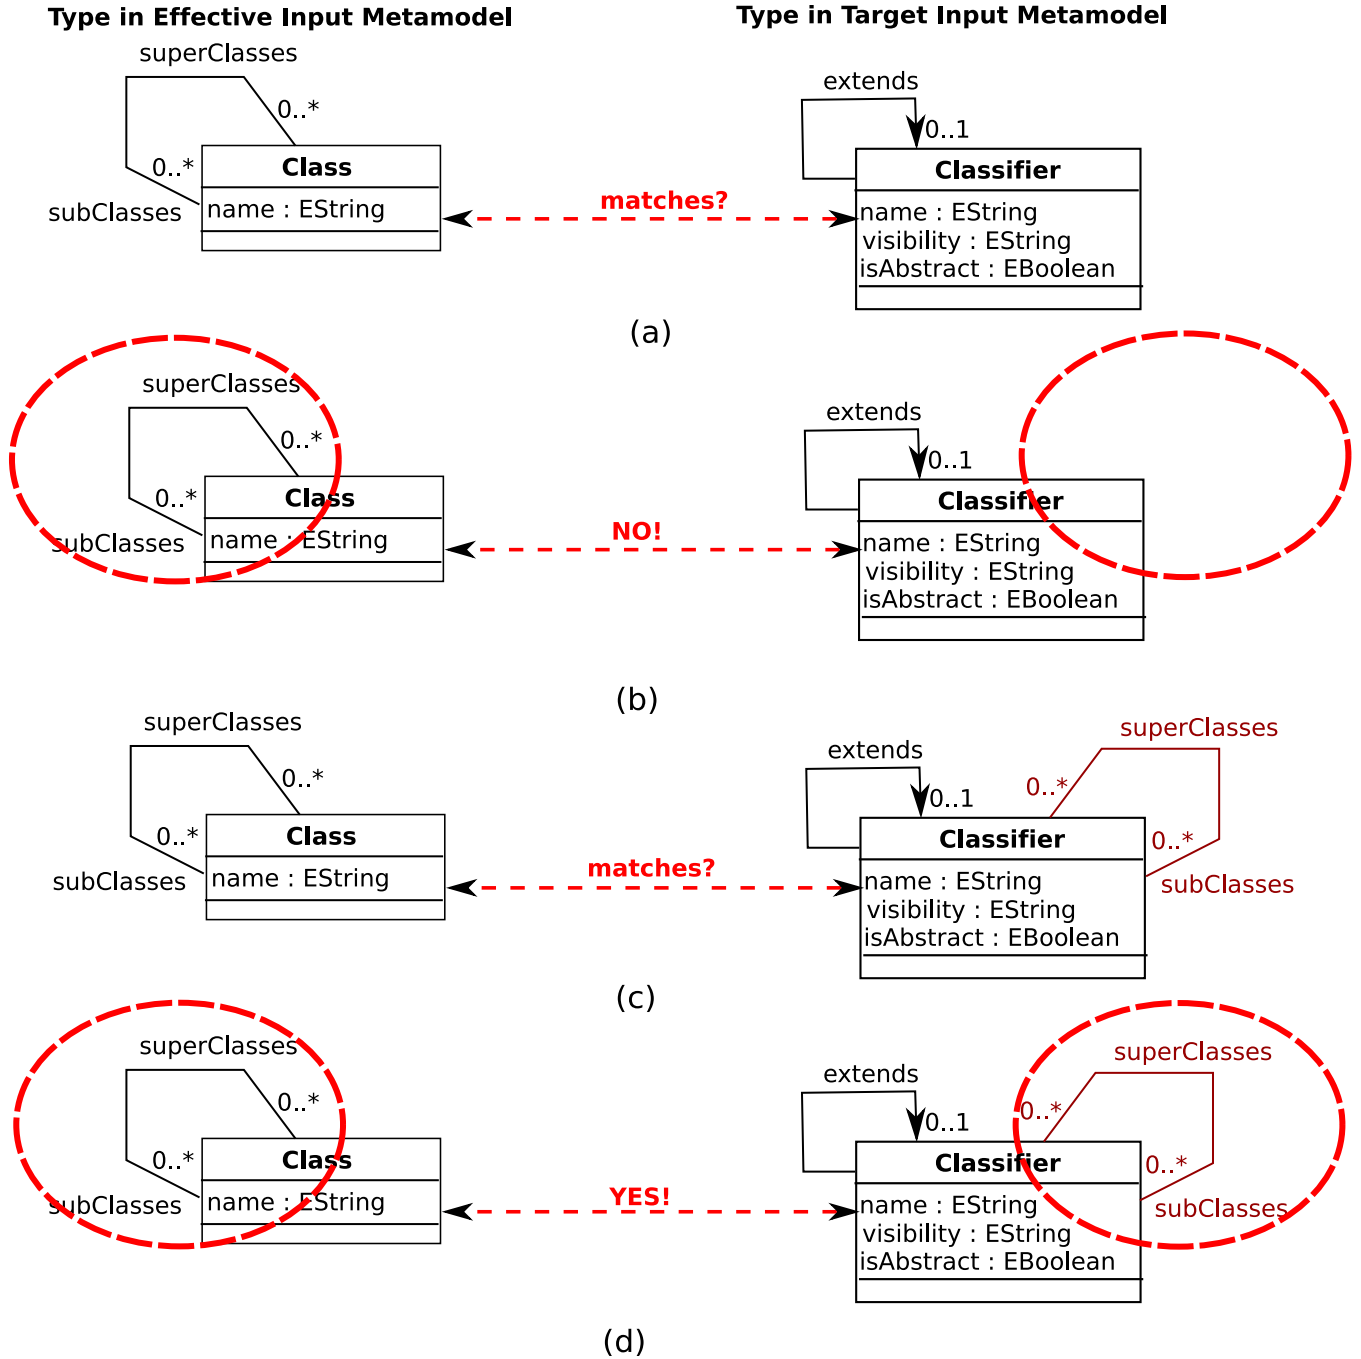 Type in Effective Input Metamodel
Type in Target Input Metamodel
superClasses
0..*
0..*
subClasses
Class
name : EString
matches?
extends
0..1
Classifier
name : EString
visibility : EString
isAbstract : EBoolean
(a)
superClasses
0..*
0..*
subClasses
Class
name : EString
NO!
extends
0..1
Classifier
name : EString
visibility : EString
isAbstract : EBoolean
(b)
superClasses
0..*
0..*
subClasses
Class
name : EString
matches?
extends
0..1
Classifier
name : EString
visibility : EString
isAbstract : EBoolean
superClasses
0..*
0..*
subClasses
(c)
superClasses
0..*
0..*
subClasses
Class
name : EString
YES!
extends
0..1
Classifier
name : EString
visibility : EString
isAbstract : EBoolean
superClasses
0..*
0..*
subClasses
(d)